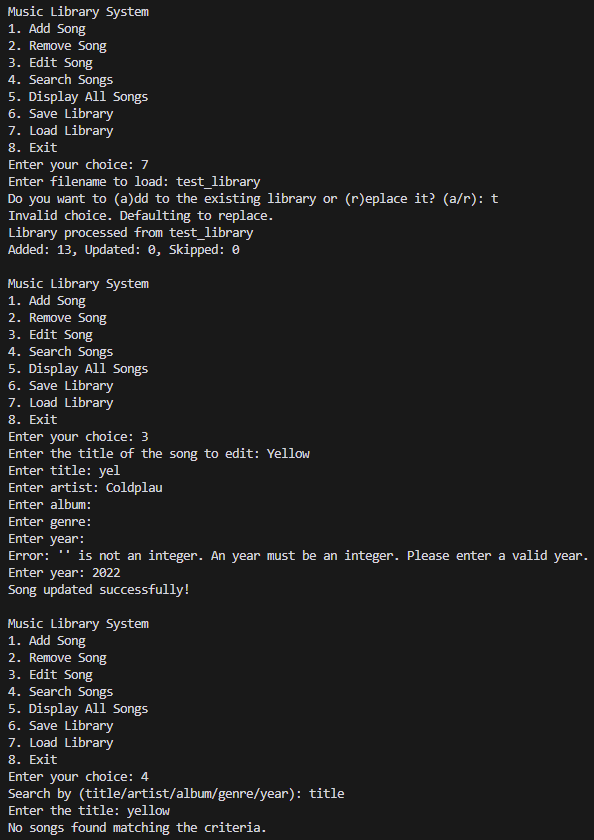 Music Library System
1. Add Song
2. Remove Song
3. Edit Song
4. Search Songs
5. Display All Songs
6. Save Library
7. Load Library
8. Exit
Enter your choice: 7
Enter filename to load: test_library
Do you want to (a)dd to the existing library or (r)eplace it? (a/r): t
Invalid choice. Defaulting to replace.
Library processed from test_library
Added: 13, Updated: 0, Skipped: 0

Music Library System
1. Add Song
2. Remove Song
3. Edit Song
4. Search Songs
5. Display All Songs
6. Save Library
7. Load Library
8. Exit
Enter your choice: 3
Enter the title of the song to edit: Yellow
Enter title: yel
Enter artist: Coldplau
Enter album:
Enter genre:
Enter year:
Error: '' is not an integer. An year must be an integer. Please enter a valid year.
Enter year: 2022
Song updated successfully!

Music Library System
1. Add Song
2. Remove Song
3. Edit Song
4. Search Songs
5. Display All Songs
6. Save Library
7. Load Library
8. Exit
Enter your choice: 4
Search by (title/artist/album/genre/year): title
Enter the title: yellow
No songs found matching the criteria.